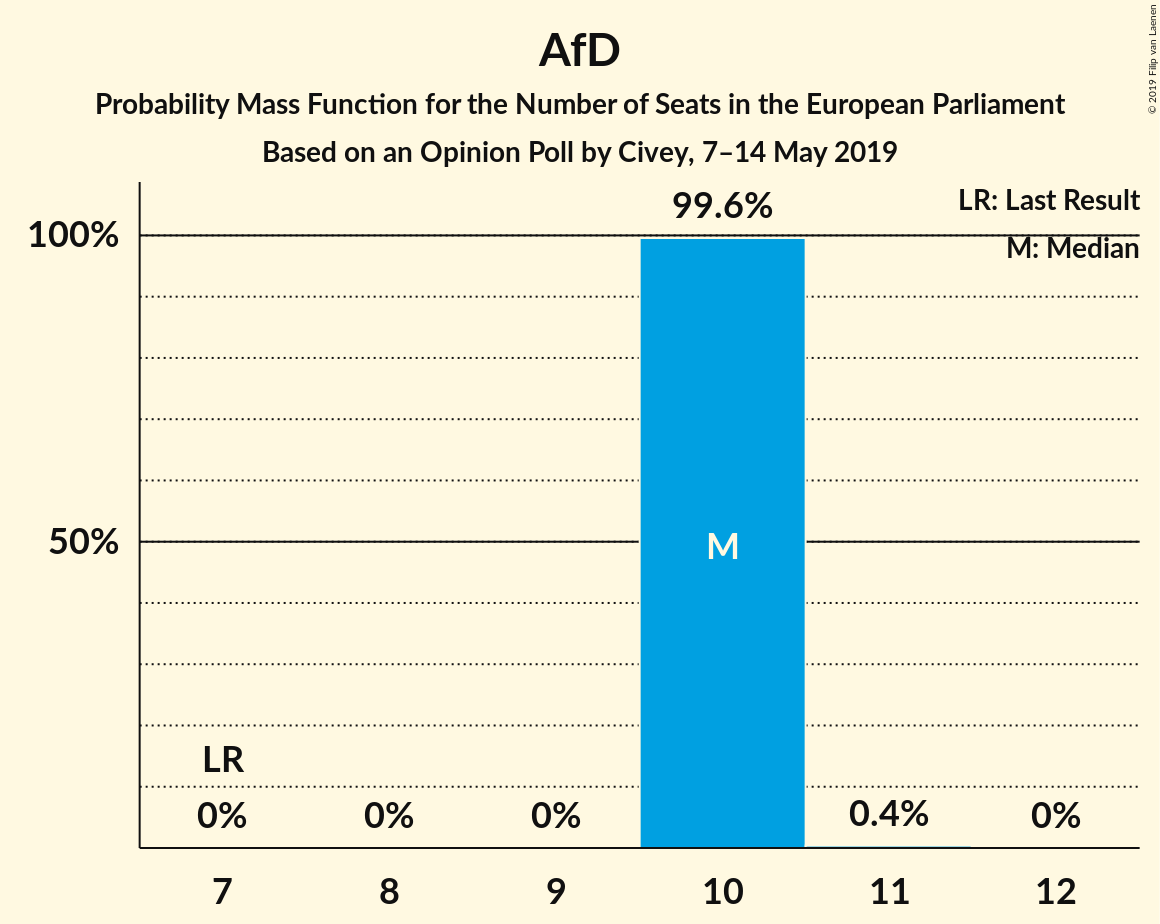 AfD
Probability Mass Function for the Number of Seats in the European Parliament
Based on an Opinion Poll by Civey, 7–14 May 2019
© 2019 Filip van Laenen
LR: Last Result
M: Median
99.6%
100%
50%
M
LR
0%
0%
0%
0.4%
0%
7
8
9
10
11
12